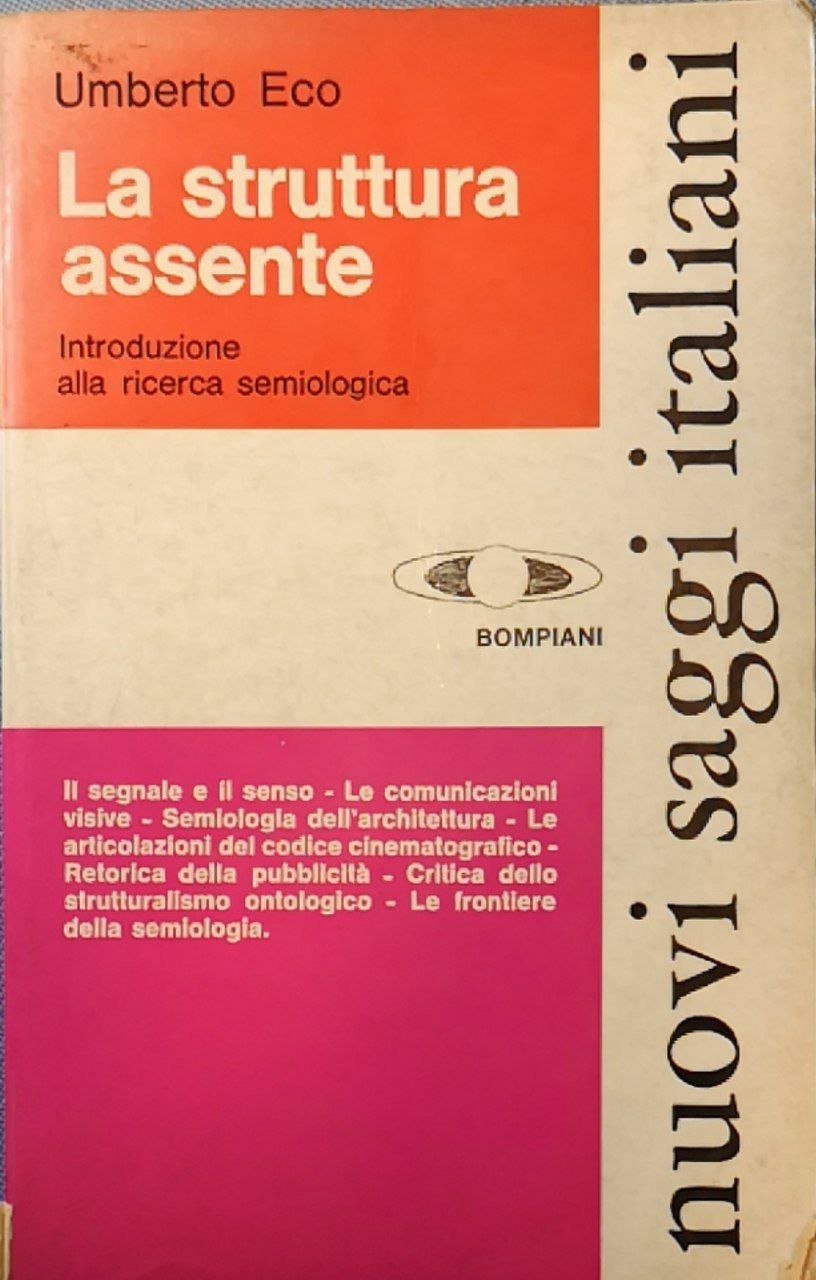 Umberto Eco
La struttura
assente
Introduzione
alla ricerca semiologica
BOMPIANI
Il segnale e il senso - Le comunicazioni
visive - Semiologia dell'architettura - Le
articolazioni del codice cinematografico -
Retorica della pubblicità - Critica dello
strutturalismo ontologico - Le frontiere
della semiologia.
nuovi saggi italiani